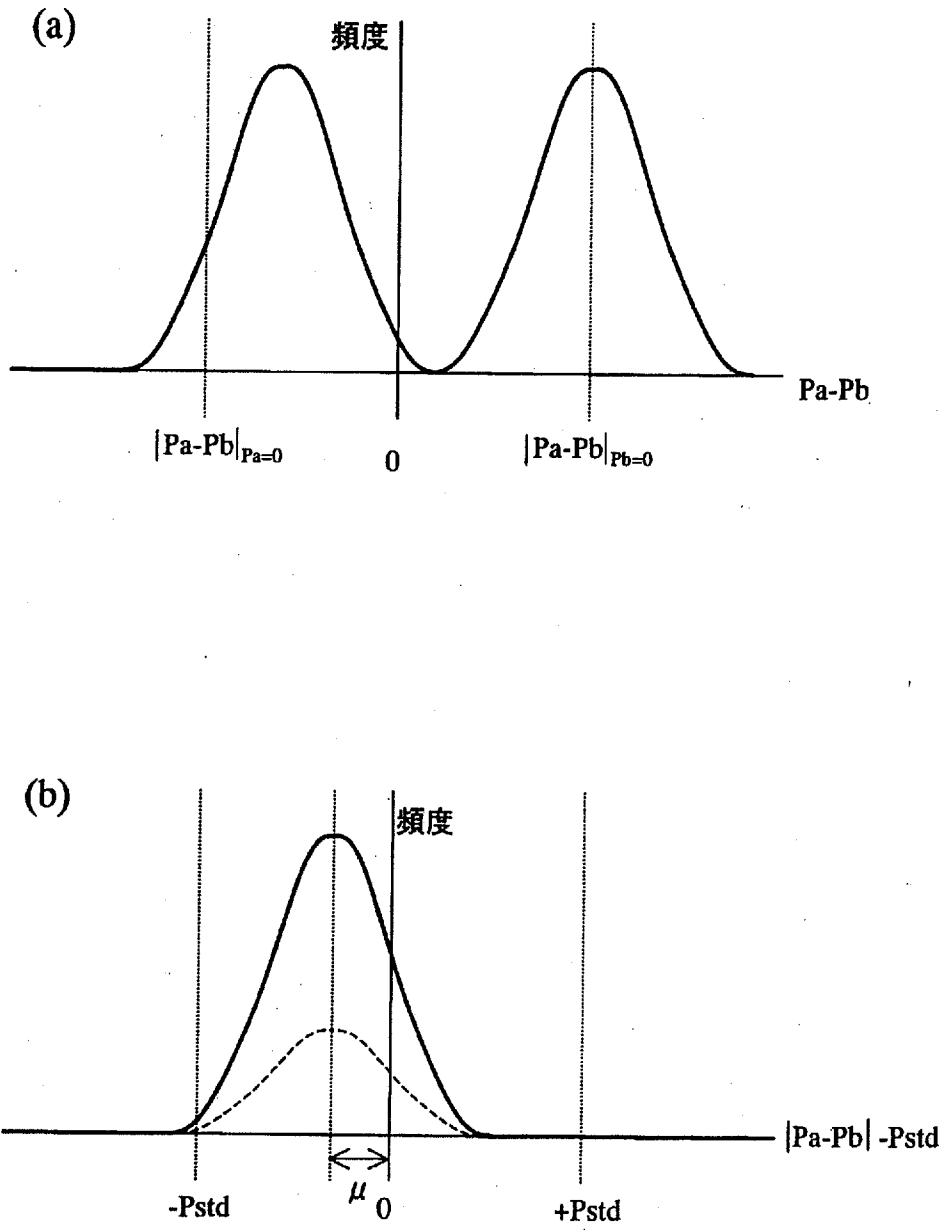 (a)
頻度
Pa-Pb
|Pa-Pb|Pa=0
0
|Pa-Pb|Pb=0
(b)
頻度
|Pa-Pb| -Pstd
-Pstd
μ
0
+Pstd